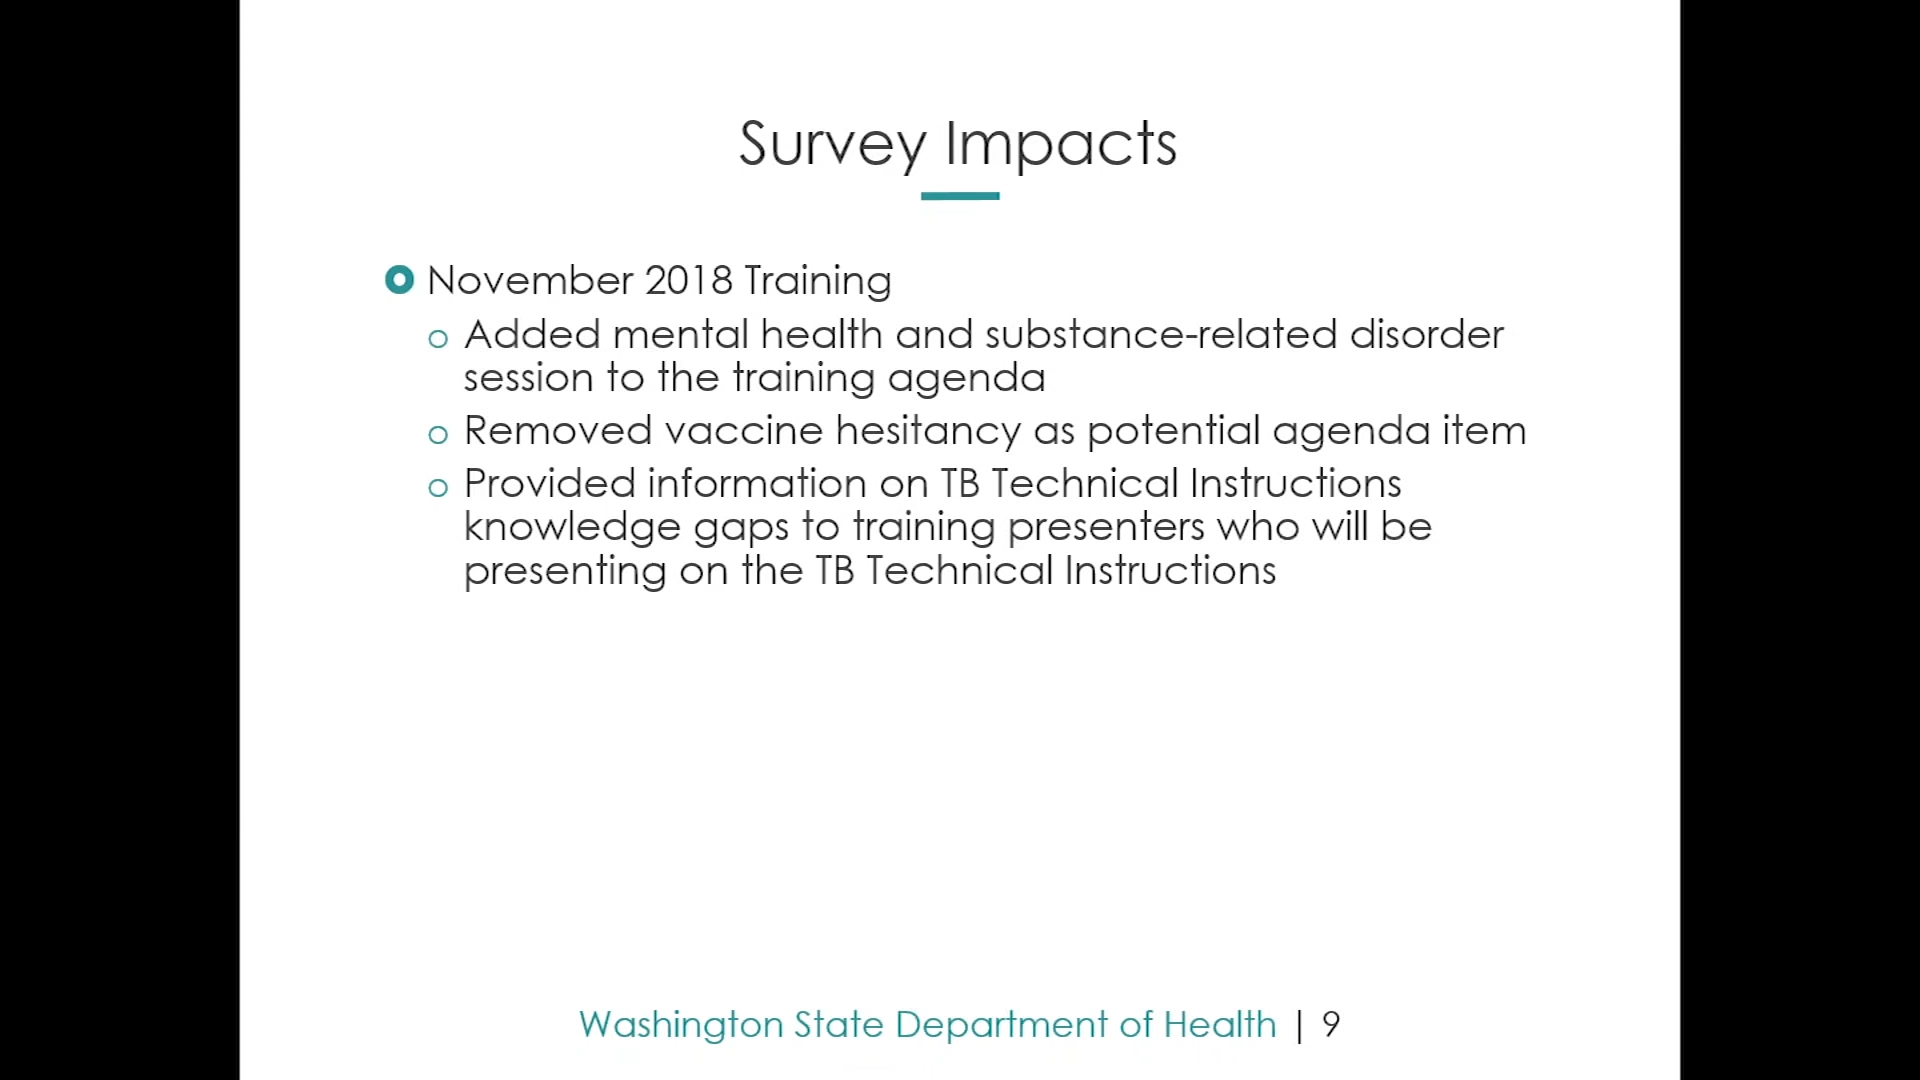 Survey Impacts
November 2018 Training
Added mental health and substance-related disorder
session to the training agenda
Removed vaccine hesitancy as potential agenda item
Provided information on TB Technical Instructions
knowledge gaps to training presenters who will be
presenting on the TB Technical Instructions
Washington State Department of Health | 9